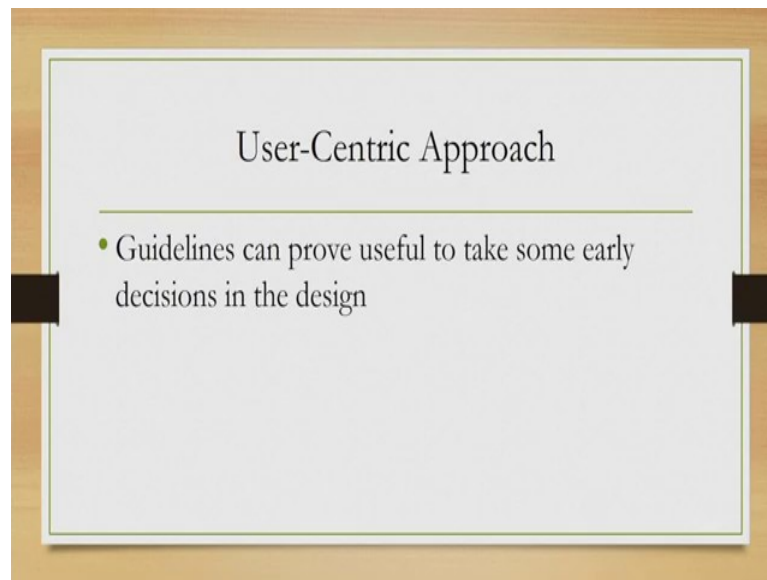 User-Centric Approach
• Guidelines can prove useful to take some early
decisions in the design